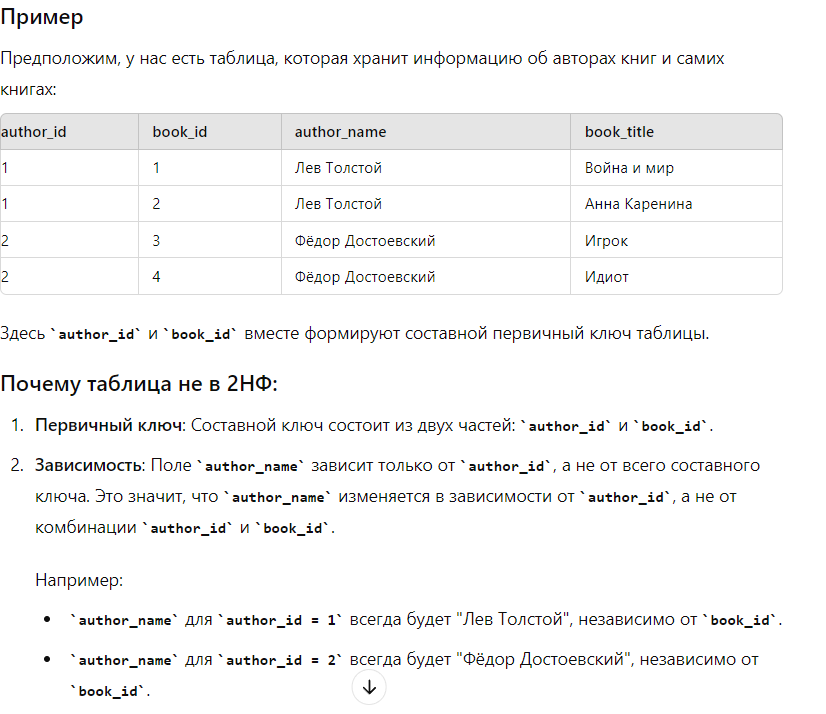 Пример
Предположим, у нас есть таблица, которая хранит информацию об авторах книг и самих
книгах:
author_id book_id author_name book_title
1 1 Лев Толстой Война и мир
1 2 Лев Толстой Анна Каренина
2 3 Фёдор Достоевский Игрок
2 4 Фёдор Достоевский Идиот
Здесь `author_id` и `book_id` вместе формируют составной первичный ключ таблицы.
Почему таблица не в 2НФ:
1. Первичный ключ: Составной ключ состоит из двух частей: `author_id` и `book_id`.
2. Зависимость: Поле `author_name` зависит только от `author_id`, а не от всего составного
ключа. Это значит, что `author_name` изменяется в зависимости от `author_id`, а не от
комбинации `author_id` и `book_id`.
Например:
• `author_name` для `author_id = 1` всегда будет "Лев Толстой", независимо от `book_id`.
• `author_name` для `author_id = 2` всегда будет "Фёдор Достоевский", независимо от
`book_id`.